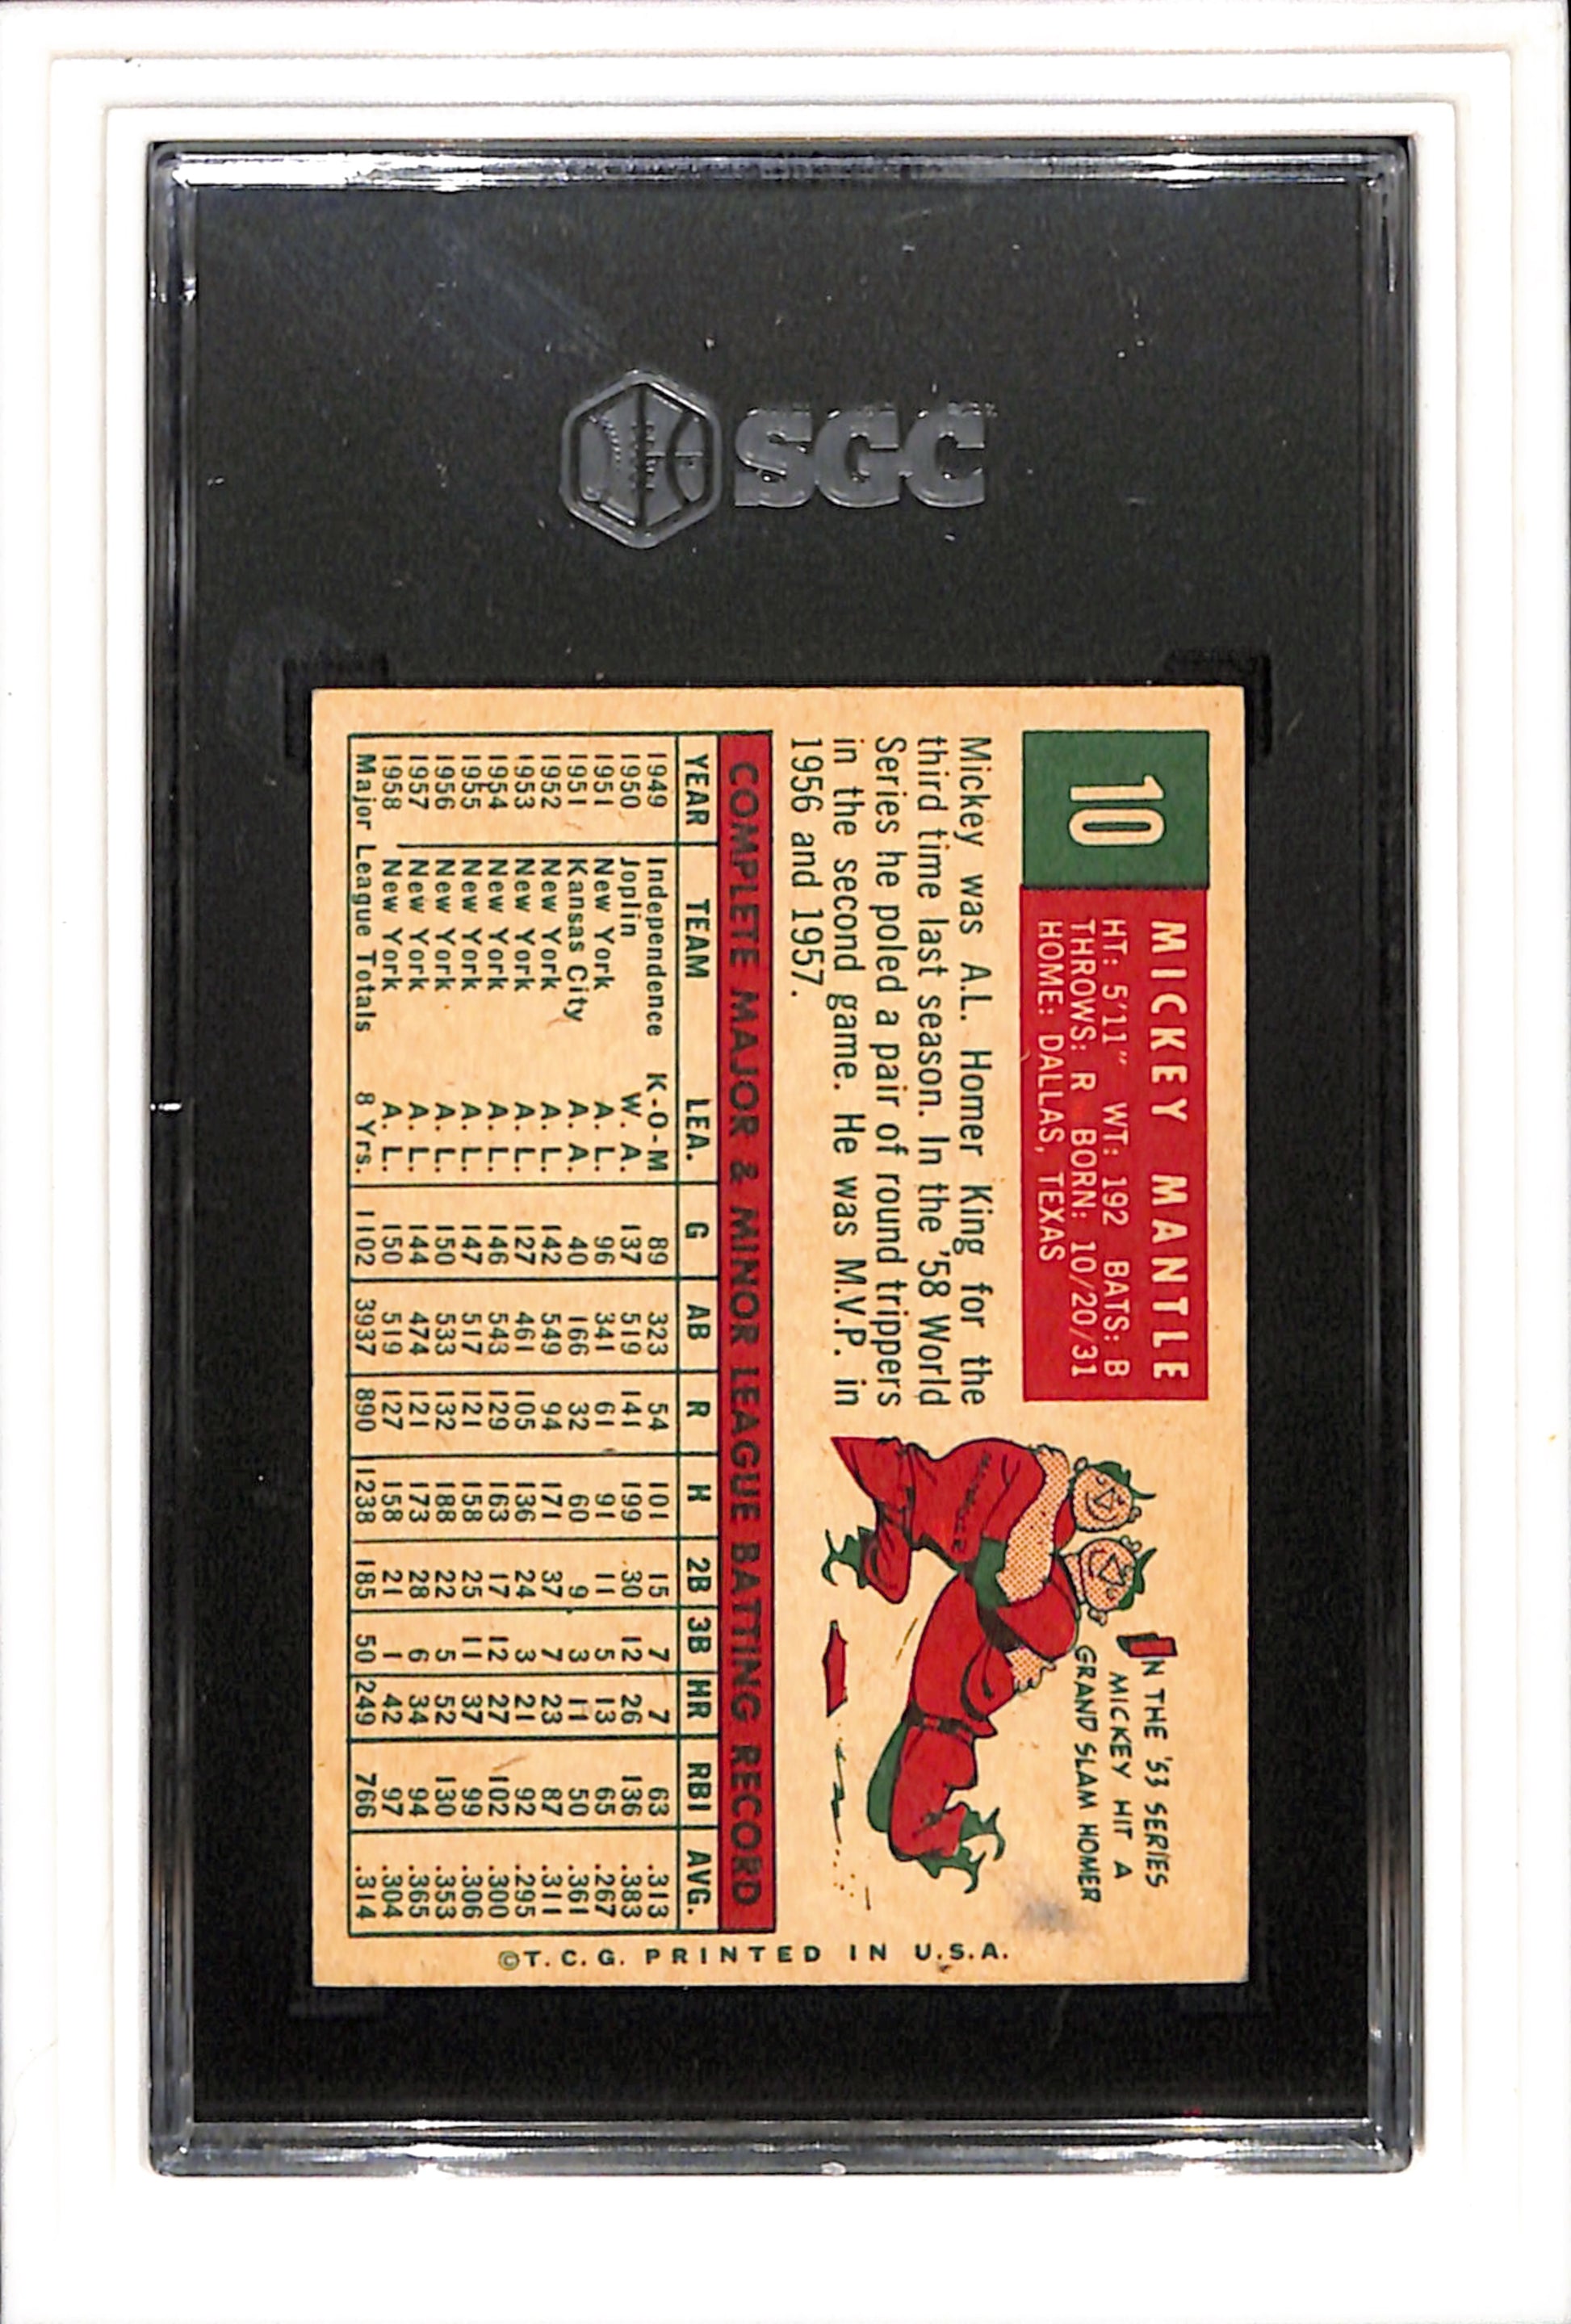 SGC
10
MICKEY MANTLE
HT: 5'11" WT: 192 BATS: B
THROWS: R BORN: 10/20/31
HOME: DALLAS, TEXAS
Mickey was A.L. Homer King for the
third time last season. In the '58 World
Series he poled a pair of round trippers
in the second game. He was M.V.P. in
1956 and 1957.
IN THE '53 SERIES
MICKEY HIT A
GRAND SLAM HOMER
COMPLETE MAJOR & MINOR LEAGUE BATTING RECORD
YEAR TEAM LEA. G AB R H 2B 3B HR RBI AVG.
1949 Independence K-O-M 89 323 54 101 15 7 7 63 .313
1950 Joplin W. A. 137 519 141 199 30 12 26 136 .383
1951 New York A. L. 96 341 61 91 11 5 13 65 .267
1951 Kansas City A. A. 40 166 32 60 9 3 11 50 .361
1952 New York A. L. 142 549 94 171 37 7 23 87 .311
1953 New York A. L. 127 461 105 136 24 3 21 92 .295
1954 New York A. L. 146 543 129 163 17 12 27 102 .300
1955 New York A. L. 147 517 121 158 25 11 37 99 .306
1956 New York A. L. 150 533 132 188 22 5 52 130 .353
1957 New York A. L. 144 474 121 173 28 6 34 94 .365
1958 New York A. L. 150 519 127 158 21 1 42 97 .304
Major League Totals 8 Yrs. 1102 3937 890 1238 185 50 249 766 .314
©T.C.G. PRINTED IN U.S.A.